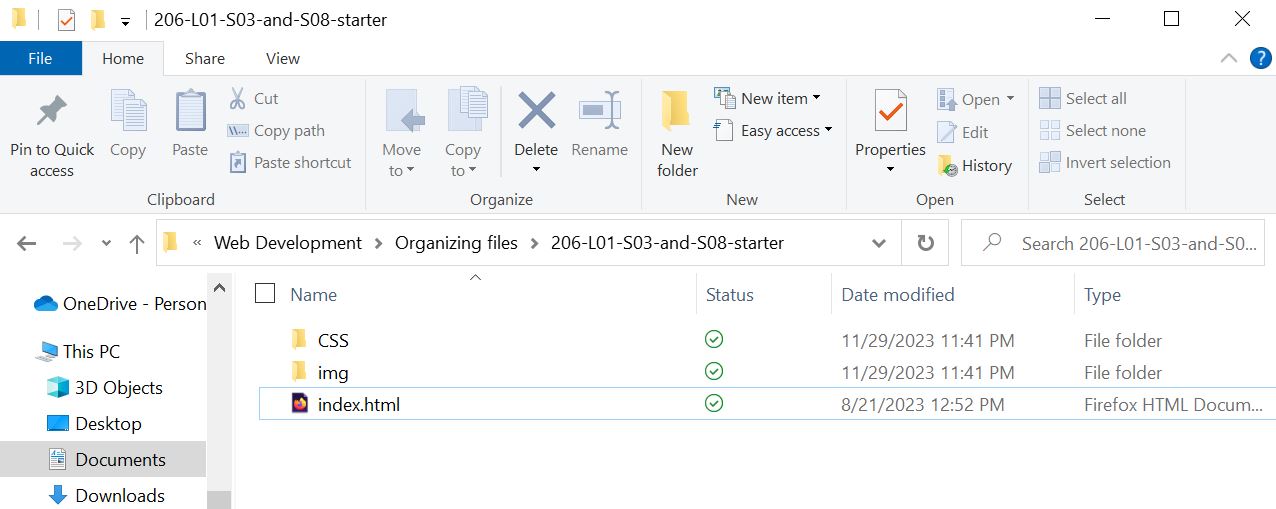 206-L01-S03-and-S08-starter
File Home Share View
Pin to Quick access
Copy
Paste
Cut
Copy path
Paste shortcut
Clipboard
Move to
Copy to
Delete
Rename
Organize
New folder
New item
Easy access
New
Properties
Open
Edit
History
Open
Select all
Select none
Invert selection
Select
« Web Development > Organizing files > 206-L01-S03-and-S08-starter
Search 206-L01-S03-and-S0...
OneDrive - Person
This PC
3D Objects
Desktop
Documents
Downloads
Name Status Date modified Type
CSS 11/29/2023 11:41 PM File folder
img 11/29/2023 11:41 PM File folder
index.html 8/21/2023 12:52 PM Firefox HTML Docum...